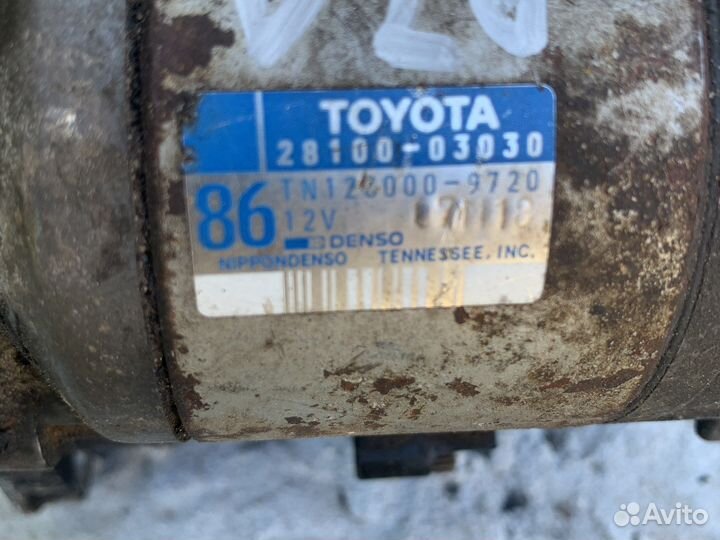 TOYOTA
28100-03030
86
TN128000-9720
12V
DENSO
NIPPONDENSO TENNESSEE, INC.
Avito